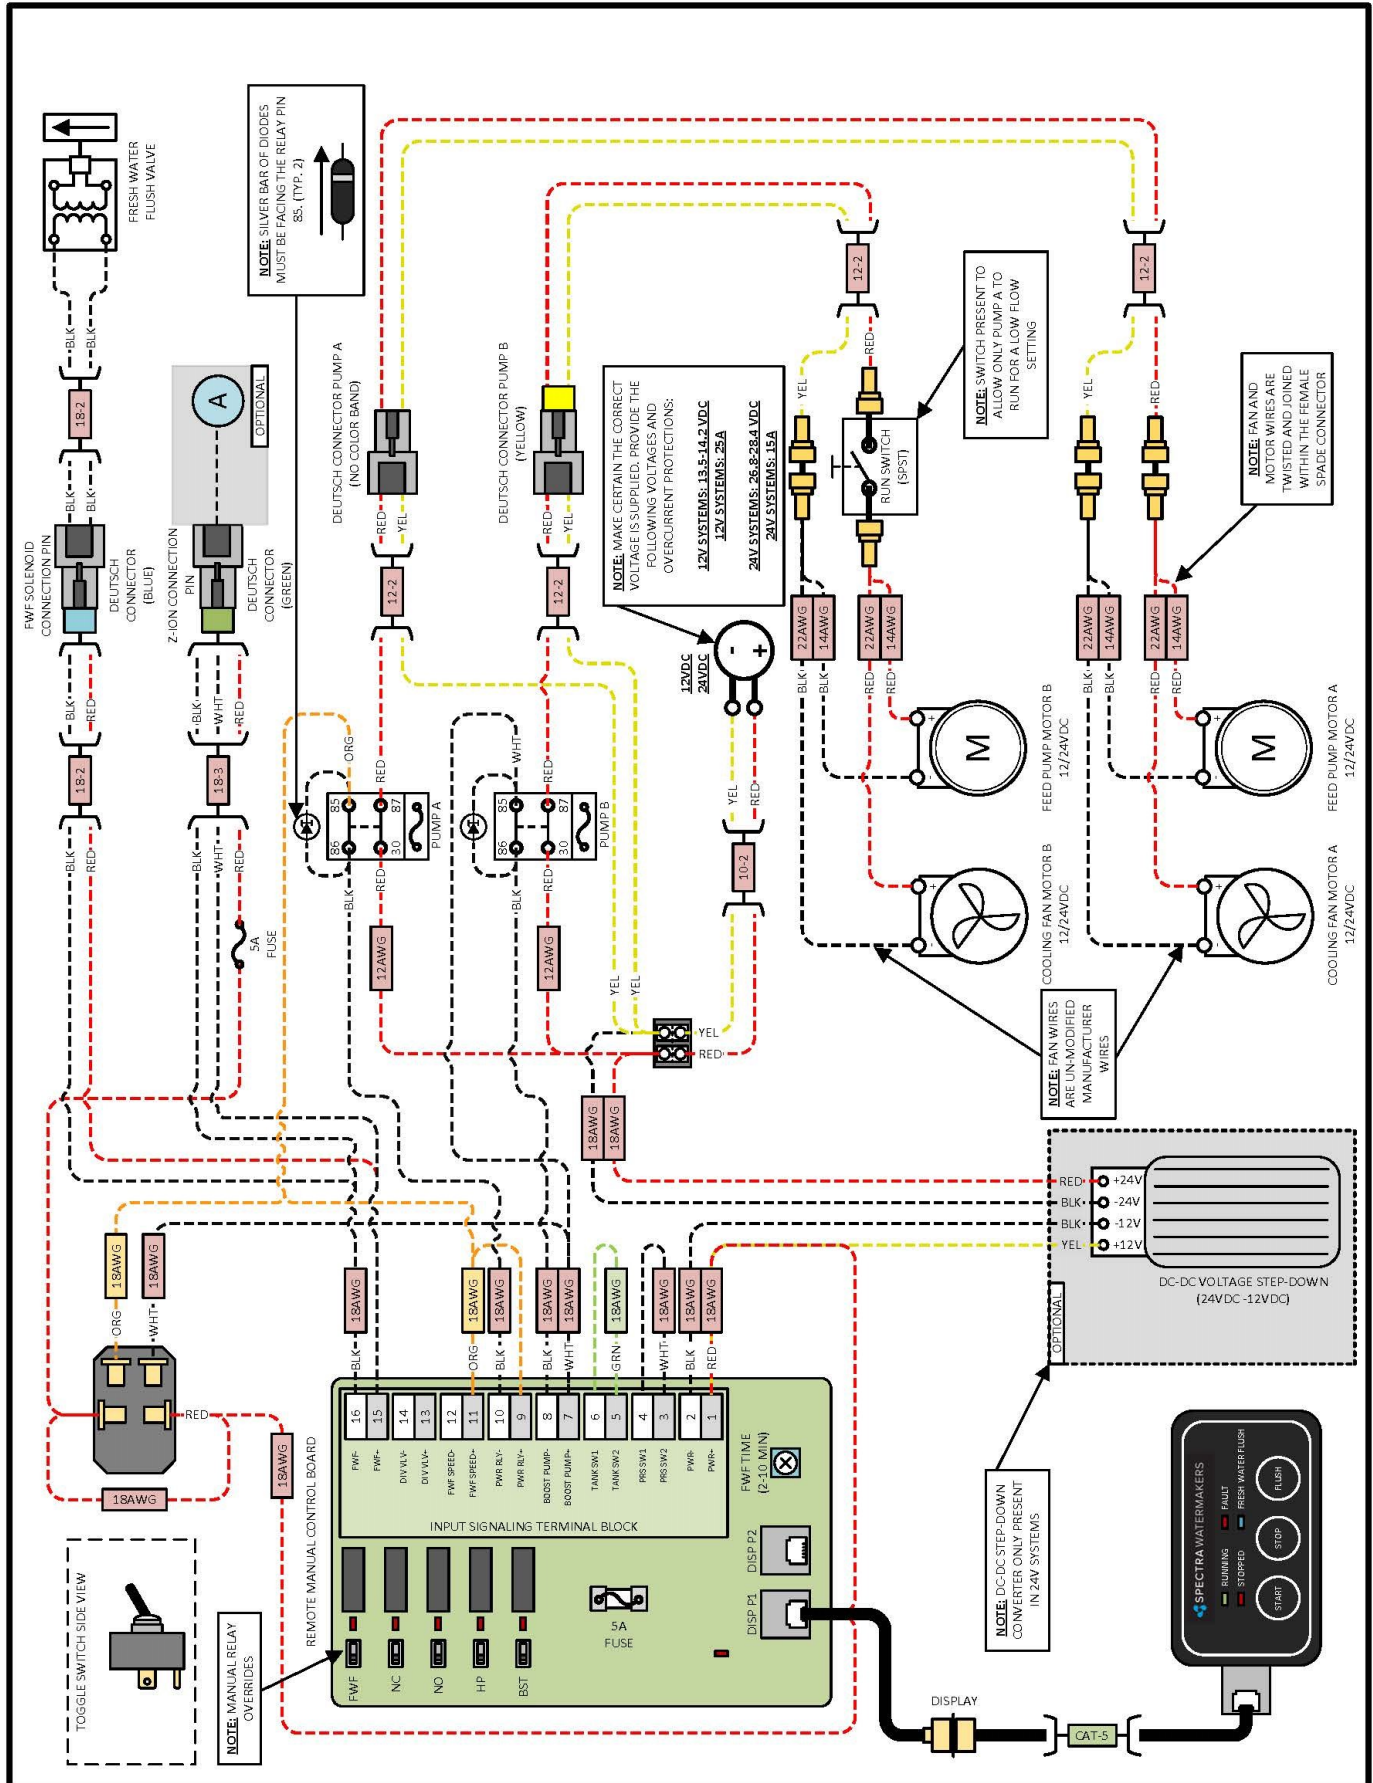 FRESH WATER
FLUSH VALVE
BLK
BLK
18-2
BLK
BLK
FWF SOLENOID
CONNECTION PIN
DEUTSCH
CONNECTOR
(BLUE)
BLK
RED
18-2
BLK
RED
A
OPTIONAL
Z-ION CONNECTION
PIN
DEUTSCH
CONNECTOR
(GREEN)
BLK
WHT
RED
18-3
BLK
WHT
RED
5A
FUSE
NOTE: SILVER BAR OF DIODES
MUST BE FACING THE RELAY PIN
85. (TYP. 2)
DEUTSCH CONNECTOR PUMP A
(NO COLOR BAND)
RED
YEL
12-2
ORG
RED
86
85
30
87
PUMP A
BLK
RED
12AWG
DEUTSCH CONNECTOR PUMP B
(YELLOW)
RED
YEL
12-2
WHT
RED
86
85
30
87
PUMP B
BLK
RED
12AWG
YEL
YEL
NOTE: MAKE CERTAIN THE CORRECT
VOLTAGE IS SUPPLIED. PROVIDE THE
FOLLOWING VOLTAGES AND
OVERCURRENT PROTECTIONS:
12V SYSTEMS: 13.5-14.2 VDC
12V SYSTEMS: 25A
24V SYSTEMS: 26.8-28.4 VDC
24V SYSTEMS: 15A
12VDC
24VDC
-
+
YEL
RED
10-2
YEL
RED
12-2
YEL
RED
RUN SWITCH
(SPST)
NOTE: SWITCH PRESENT TO
ALLOW ONLY PUMP A TO
RUN FOR A LOW FLOW
SETTING
22AWG
14AWG
22AWG
14AWG
BLK
BLK
RED
RED
-
+
M
FEED PUMP MOTOR B
12/24VDC
-
+
COOLING FAN MOTOR B
12/24VDC
12-2
YEL
RED
NOTE: FAN AND
MOTOR WIRES ARE
TWISTED AND JOINED
WITHIN THE FEMALE
SPADE CONNECTOR
22AWG
14AWG
22AWG
14AWG
BLK
BLK
RED
RED
-
+
M
FEED PUMP MOTOR A
12/24VDC
-
+
COOLING FAN MOTOR A
12/24VDC
NOTE: FAN WIRES
ARE UN-MODIFIED
MANUFACTURER
WIRES
18AWG
18AWG
RED
BLK
BLK
YEL
+24V
-24V
-12V
+12V
DC-DC VOLTAGE STEP-DOWN
(24VDC -12VDC)
OPTIONAL
NOTE: DC-DC STEP-DOWN
CONVERTER ONLY PRESENT
IN 24V SYSTEMS
18AWG
18AWG
ORG
WHT
RED
18AWG
18AWG
TOGGLE SWITCH SIDE VIEW
NOTE: MANUAL RELAY
OVERRIDES
REMOTE MANUAL CONTROL BOARD
18AWG
18AWG
18AWG
18AWG
18AWG
18AWG
18AWG
18AWG
18AWG
BLK
ORG
BLK
BLK
WHT
GRN
WHT
BLK
RED
FWF- 16
FWF+ 15
DIV VLV- 14
DIV VLV+ 13
FWF SPEED- 12
FWF SPEED+ 11
PWR RLY- 10
PWR RLY+ 9
BOOST PUMP- 8
BOOST PUMP+ 7
TANK SW1 6
TANK SW2 5
PRS SW1 4
PRS SW2 3
PWR- 2
PWR+ 1
INPUT SIGNALING TERMINAL BLOCK
FWF TIME
(2-10 MIN)
FWF
NC
NO
HP
BST
5A
FUSE
DISP P1
DISP P2
DISPLAY
CAT-5
SPECTRA WATERMAKERS
RUNNING
FAULT
STOPPED
FRESH WATER FLUSH
START
STOP
FLUSH